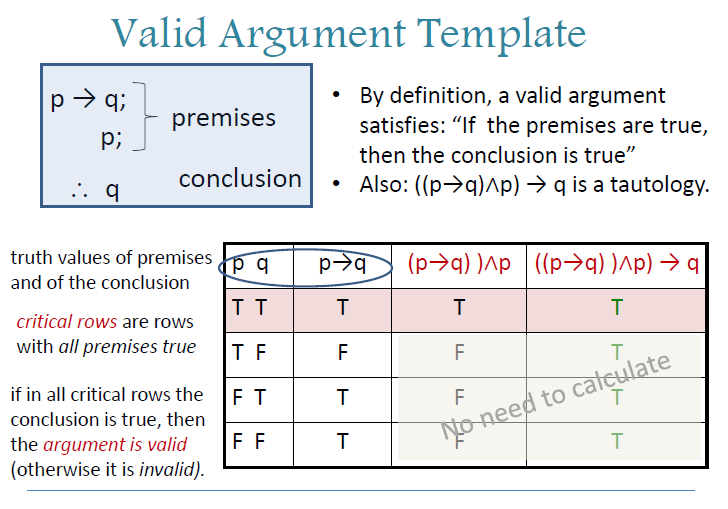 Valid Argument Template
p → q;
p;
premises
∴ q
conclusion
• By definition, a valid argument
satisfies: “If the premises are true,
then the conclusion is true”
• Also: ((p→q)∧p) → q is a tautology.
truth values of premises
and of the conclusion
critical rows are rows
with all premises true
if in all critical rows the
conclusion is true, then
the argument is valid
(otherwise it is invalid).
p q p→q (p→q) )∧p ((p→q) )∧p) → q
T T T T T
T F F F T
F T T F T
F F T F T
No need to calculate